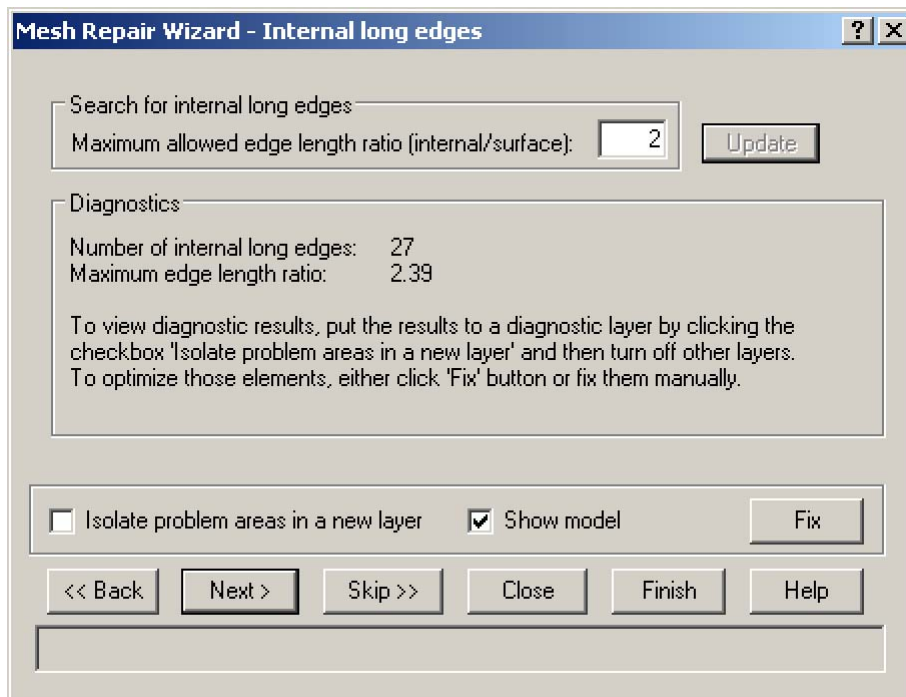 Mesh Repair Wizard - Internal long edges
Search for internal long edges
Maximum allowed edge length ratio (internal/surface): 2 Update
Diagnostics
Number of internal long edges: 27
Maximum edge length ratio: 2.39
To view diagnostic results, put the results to a diagnostic layer by clicking the
checkbox 'Isolate problem areas in a new layer' and then turn off other layers.
To optimize those elements, either click 'Fix' button or fix them manually.
Isolate problem areas in a new layer Show model Fix
<< Back Next > Skip >> Close Finish Help